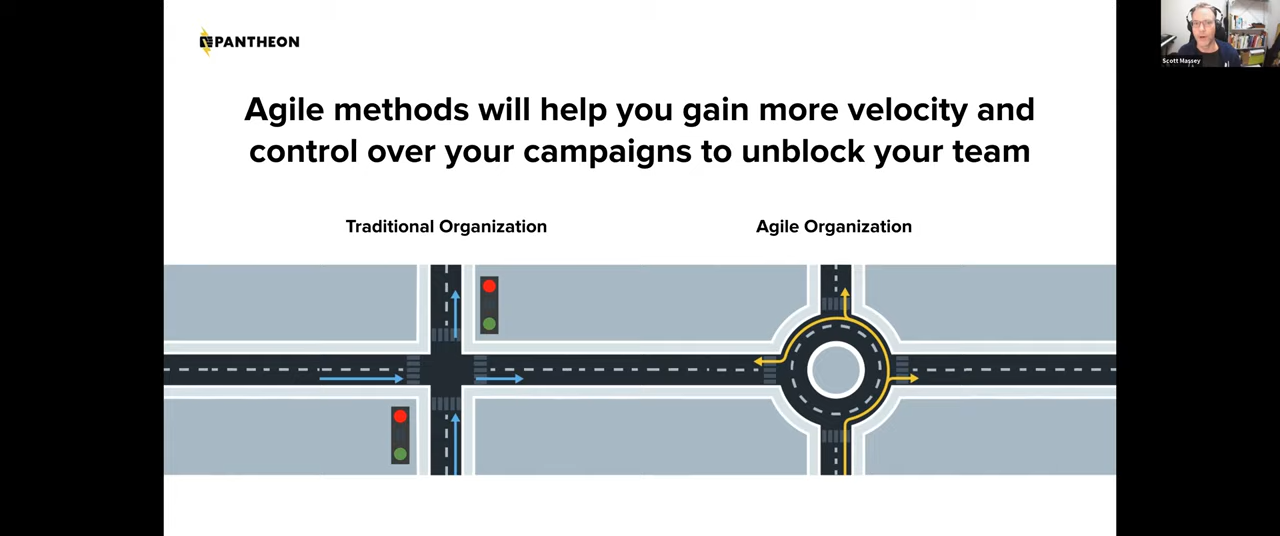 PANTHEON
Scott Massey
Agile methods will help you gain more velocity and
control over your campaigns to unblock your team
Traditional Organization
Agile Organization